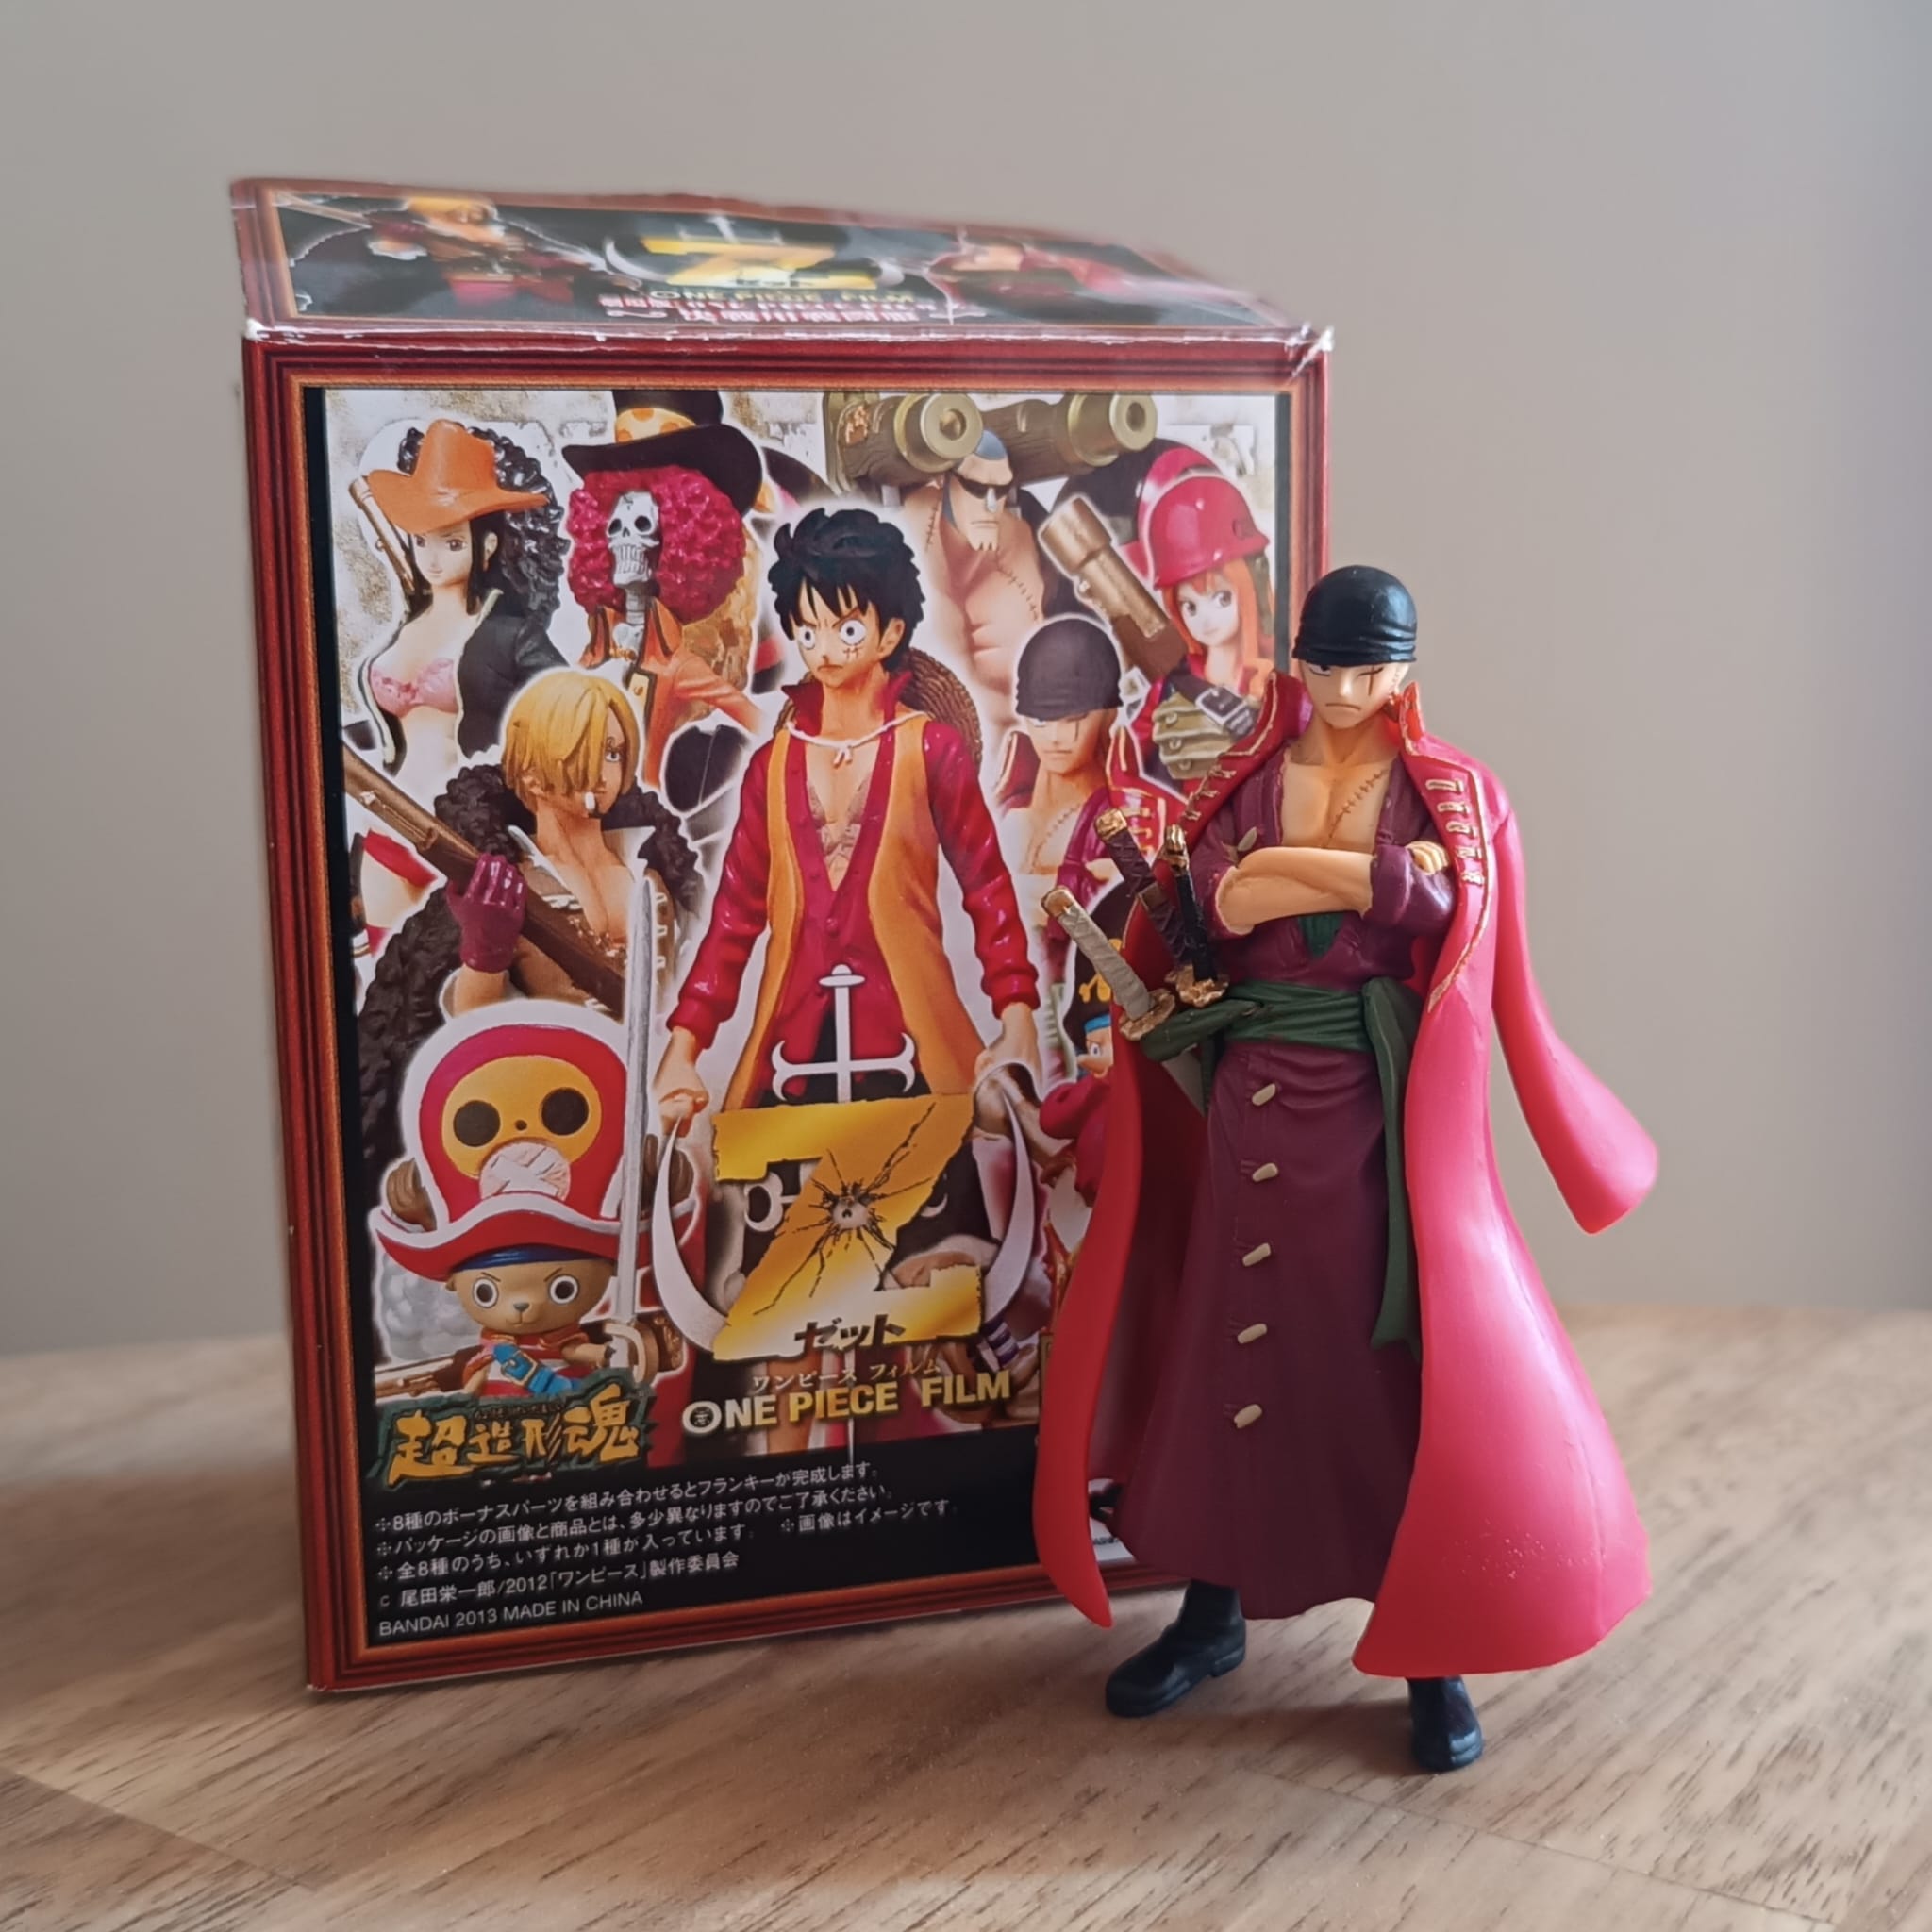 Z
ONE PIECE FILM
Z
ゼット
ワンピース フィルム
ONE PIECE FILM
超造形魂
※8種のボーナスパーツを組み合わせるとフランキーが完成します。
※パッケージの画像と商品とは、多少異なりますのでご了承ください。
※全8種のうち、いずれか1種が入っています。 ※画像はイメージです。
c 尾田栄一郎/2012「ワンピース」製作委員会
BANDAI 2013 MADE IN CHINA